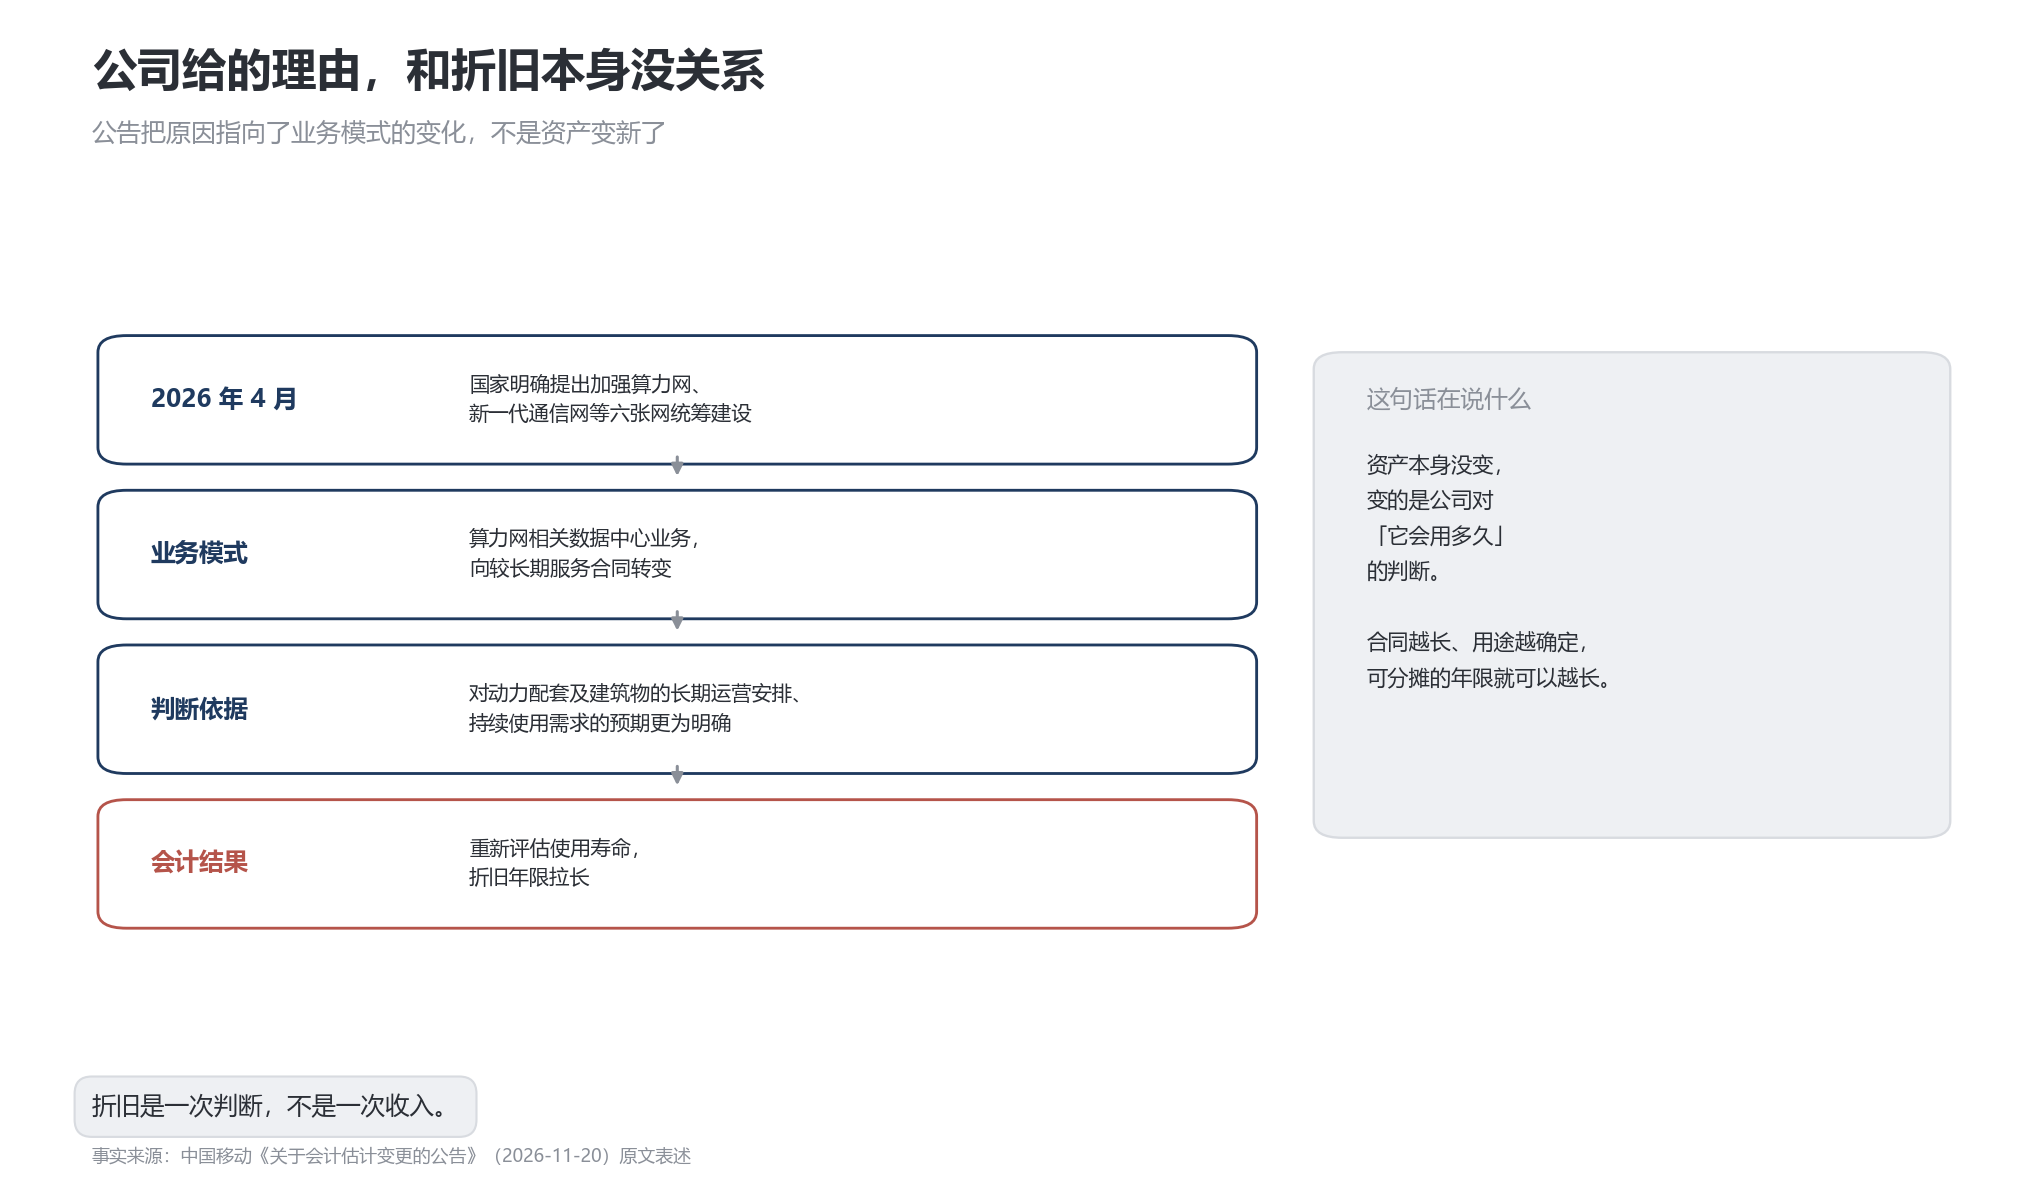 公司给的理由，和折旧本身没关系
公告把原因指向了业务模式的变化，不是资产变新了
2026 年 4 月
国家明确提出加强算力网、
新一代通信网等六张网统筹建设
业务模式
算力网相关数据中心业务，
向较长期服务合同转变
判断依据
对动力配套及建筑物的长期运营安排、
持续使用需求的预期更为明确
会计结果
重新评估使用寿命，
折旧年限拉长
这句话在说什么
资产本身没变，
变的是公司对
「它会用多久」
的判断。
合同越长、用途越确定，
可分摊的年限就可以越长。
折旧是一次判断，不是一次收入。
事实来源：中国移动《关于会计估计变更的公告》（2026-11-20）原文表述